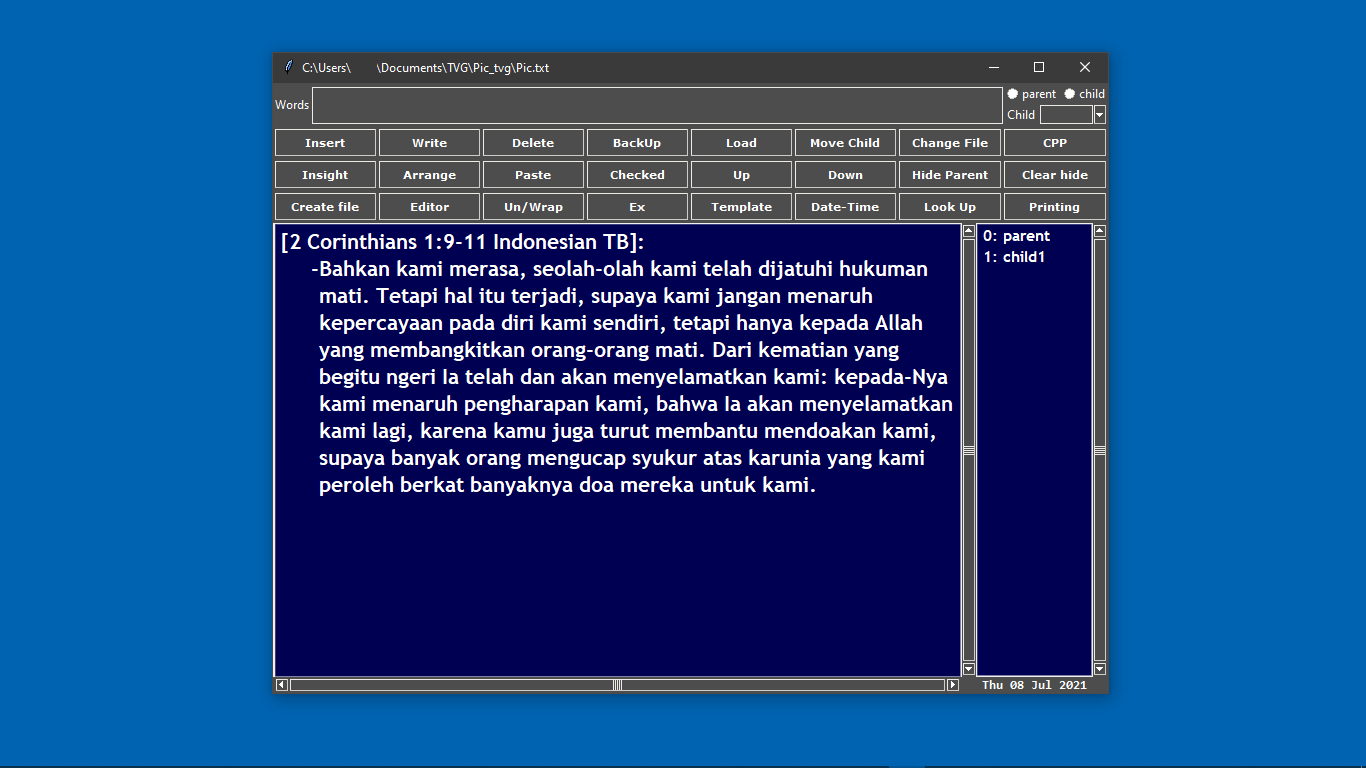 C:\Users\ \Documents\TVG\Pic_tvg\Pic.txt
Words
parent child
Child
Insert Write Delete BackUp Load Move Child Change File CPP
Insight Arrange Paste Checked Up Down Hide Parent Clear hide
Create file Editor Un/Wrap Ex Template Date-Time Look Up Printing
[2 Corinthians 1:9-11 Indonesian TB]:
-Bahkan kami merasa, seolah-olah kami telah dijatuhi hukuman
mati. Tetapi hal itu terjadi, supaya kami jangan menaruh
kepercayaan pada diri kami sendiri, tetapi hanya kepada Allah
yang membangkitkan orang-orang mati. Dari kematian yang
begitu ngeri Ia telah dan akan menyelamatkan kami: kepada-Nya
kami menaruh pengharapan kami, bahwa Ia akan menyelamatkan
kami lagi, karena kamu juga turut membantu mendoakan kami,
supaya banyak orang mengucap syukur atas karunia yang kami
peroleh berkat banyaknya doa mereka untuk kami.
0: parent
1: child1
Thu 08 Jul 2021